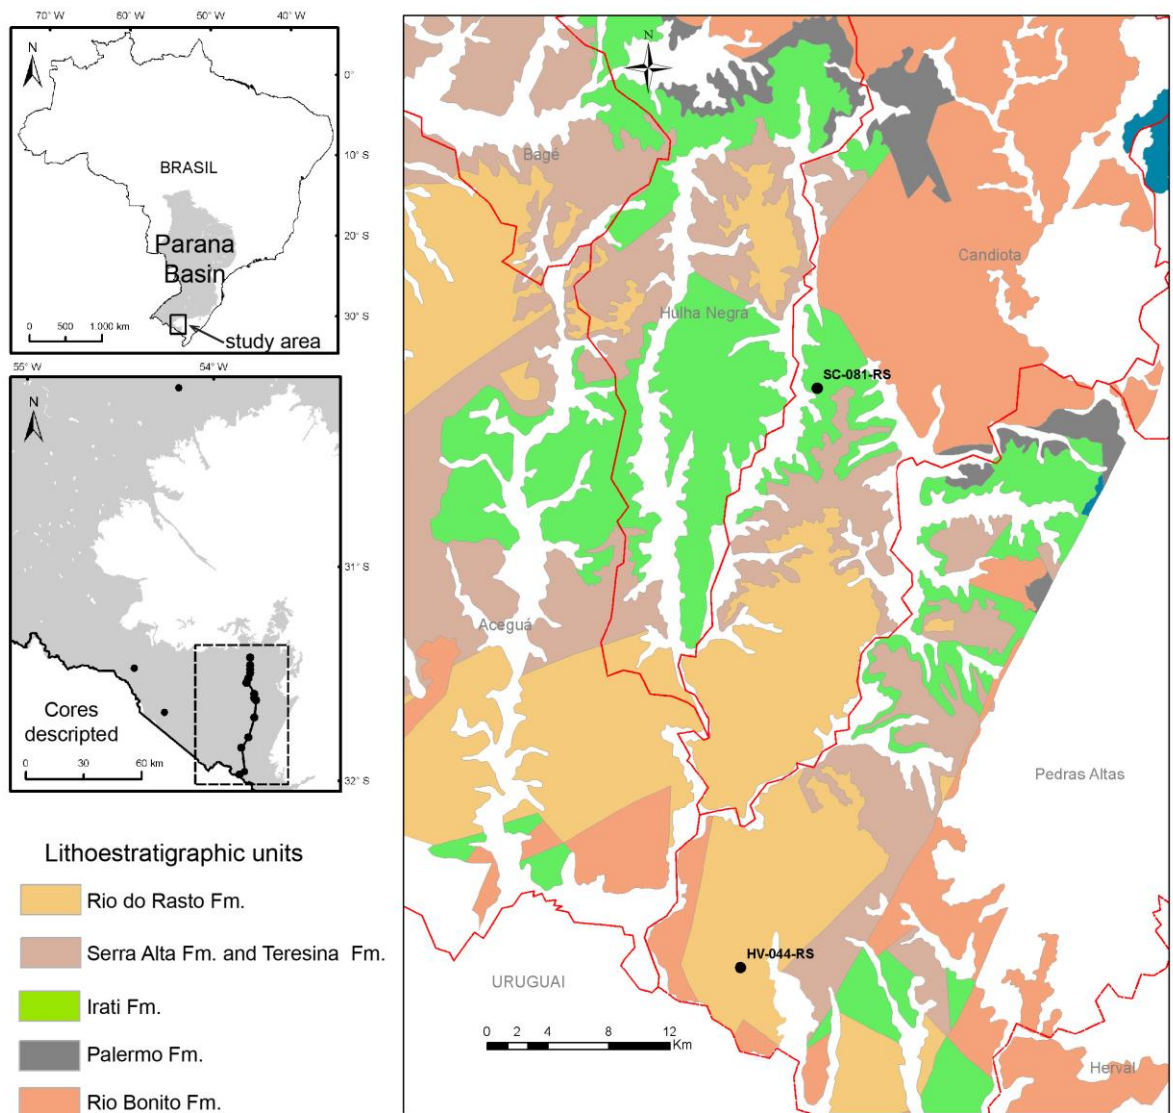 70° W 60° W 50° W 40° W
N
0°
BRASIL
10° S
Parana
Basin
20° S
30° S
0 500 1.000 km
study area
55° W 54° W
N
31° S
Cores
descripted
0 30 60 km
32° S
Lithoestratigraphic units
Rio do Rasto Fm.
Serra Alta Fm. and Teresina Fm.
Irati Fm.
Palermo Fm.
Rio Bonito Fm.
N
Bagé
Candiota
Hulha Negra
SC-081-RS
Aceguá
Pedras Altas
HV-044-RS
URUGUAI
0 2 4 8 12
Km
Herval